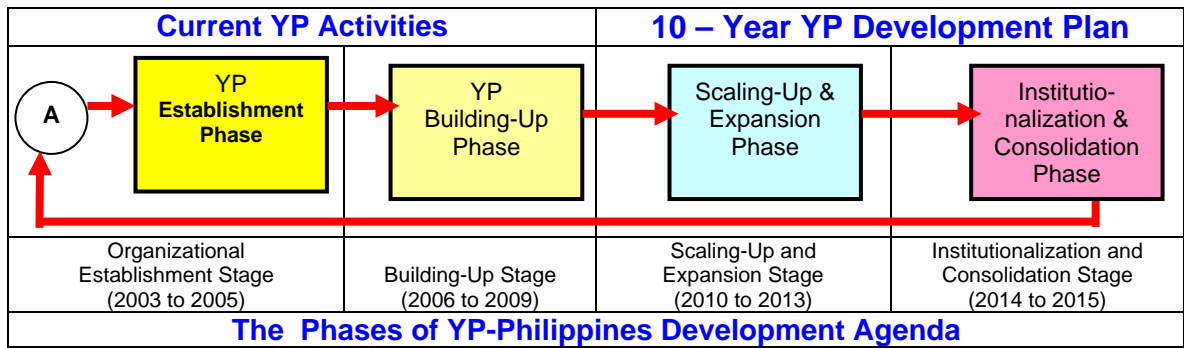 Current YP Activities
10 – Year YP Development Plan
A
YP
Establishment
Phase
YP
Building-Up
Phase
Scaling-Up &
Expansion
Phase
Institutio-
nalization &
Consolidation
Phase
Organizational
Establishment Stage
(2003 to 2005)
Building-Up Stage
(2006 to 2009)
Scaling-Up and
Expansion Stage
(2010 to 2013)
Institutionalization and
Consolidation Stage
(2014 to 2015)
The Phases of YP-Philippines Development Agenda